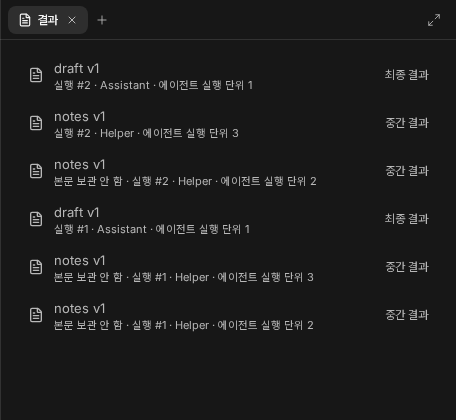 결과
draft v1
최종 결과
실행 #2 · Assistant · 에이전트 실행 단위 1
notes v1
중간 결과
실행 #2 · Helper · 에이전트 실행 단위 3
notes v1
중간 결과
본문 보관 안 함 · 실행 #2 · Helper · 에이전트 실행 단위 2
draft v1
최종 결과
실행 #1 · Assistant · 에이전트 실행 단위 1
notes v1
중간 결과
본문 보관 안 함 · 실행 #1 · Helper · 에이전트 실행 단위 3
notes v1
중간 결과
본문 보관 안 함 · 실행 #1 · Helper · 에이전트 실행 단위 2